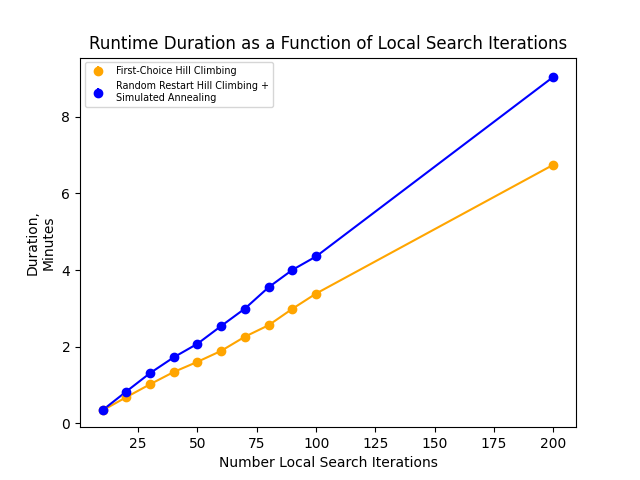 Runtime Duration as a Function of Local Search Iterations
First-Choice Hill Climbing
Random Restart Hill Climbing +
Simulated Annealing
Duration,
Minutes
8
6
4
2
0
25
50
75
100
125
150
175
200
Number Local Search Iterations